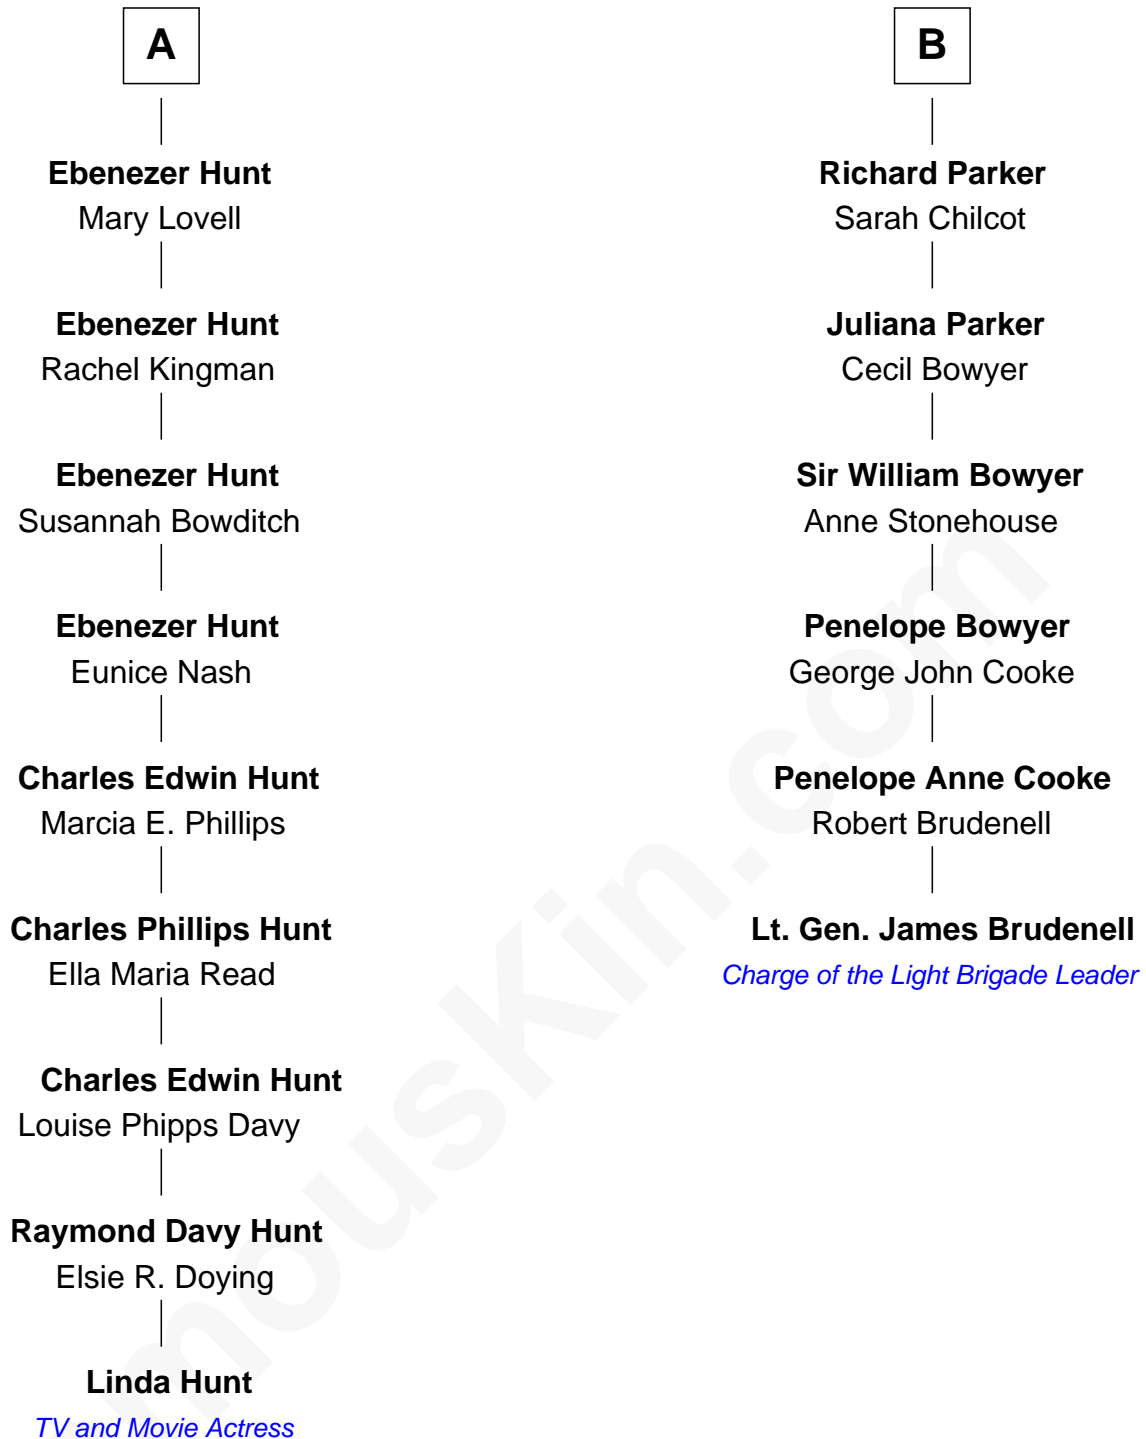 A
Ebenezer Hunt
Mary Lovell
Ebenezer Hunt
Rachel Kingman
Ebenezer Hunt
Susannah Bowditch
Ebenezer Hunt
Eunice Nash
Charles Edwin Hunt
Marcia E. Phillips
Charles Phillips Hunt
Ella Maria Read
Charles Edwin Hunt
Louise Phipps Davy
Raymond Davy Hunt
Elsie R. Doying
Linda Hunt
TV and Movie Actress
B
Richard Parker
Sarah Chilcot
Juliana Parker
Cecil Bowyer
Sir William Bowyer
Anne Stonehouse
Penelope Bowyer
George John Cooke
Penelope Anne Cooke
Robert Brudenell
Lt. Gen. James Brudenell
Charge of the Light Brigade Leader
mousKin.com